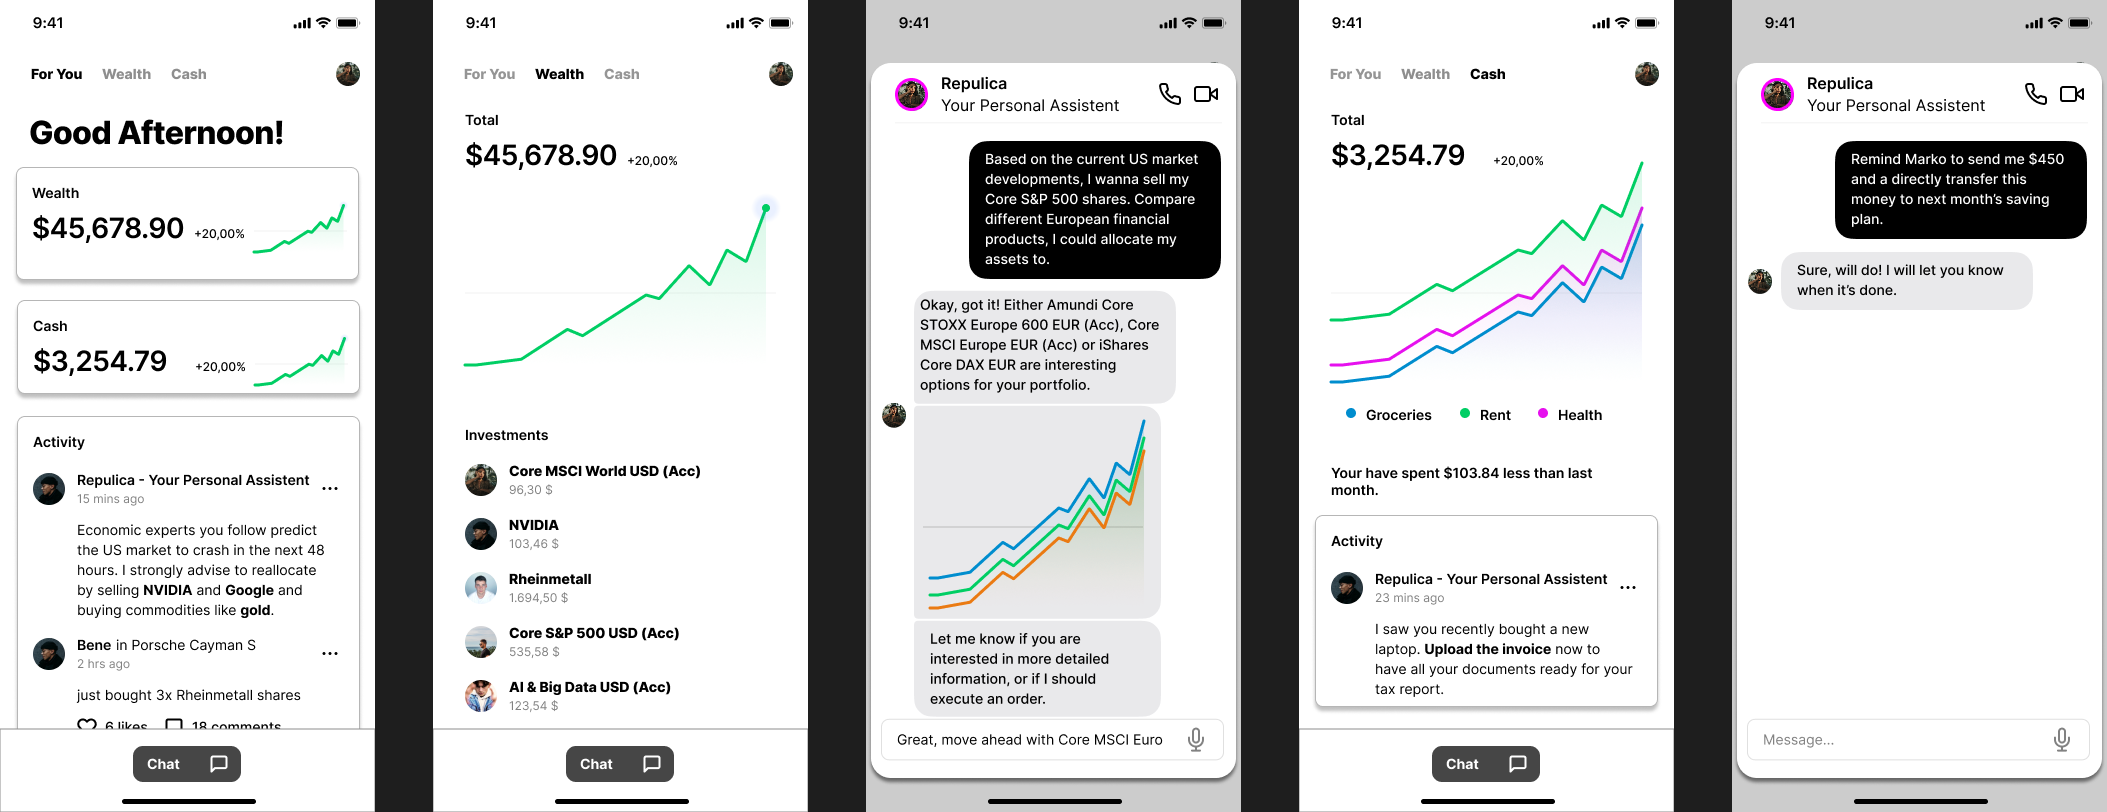 9:41
For You Wealth Cash
Good Afternoon!
Wealth
$45,678.90 +20,00%
Cash
$3,254.79 +20,00%
Activity
Repulica - Your Personal Assistent
15 mins ago
Economic experts you follow predict
the US market to crash in the next 48
hours. I strongly advise to reallocate
by selling NVIDIA and Google and
buying commodities like gold.
Bene in Porsche Cayman S
2 hrs ago
just bought 3x Rheinmetall shares
6 likes 18 comments
Chat
9:41
For You Wealth Cash
Total
$45,678.90 +20,00%
Investments
Core MSCI World USD (Acc)
96,30 $
NVIDIA
103,46 $
Rheinmetall
1.694,50 $
Core S&P 500 USD (Acc)
535,58 $
AI & Big Data USD (Acc)
123,54 $
Chat
9:41
Repulica
Your Personal Assistent
Based on the current US market
developments, I wanna sell my
Core S&P 500 shares. Compare
different European financial
products, I could allocate my
assets to.
Okay, got it! Either Amundi Core
STOXX Europe 600 EUR (Acc), Core
MSCI Europe EUR (Acc) or iShares
Core DAX EUR are interesting
options for your portfolio.
Let me know if you are
interested in more detailed
information, or if I should
execute an order.
Great, move ahead with Core MSCI Euro
9:41
For You Wealth Cash
Total
$3,254.79 +20,00%
Groceries Rent Health
Your have spent $103.84 less than last
month.
Activity
Repulica - Your Personal Assistent
23 mins ago
I saw you recently bought a new
laptop. Upload the invoice now to
have all your documents ready for your
tax report.
Chat
9:41
Repulica
Your Personal Assistent
Remind Marko to send me $450
and a directly transfer this
money to next month's saving
plan.
Sure, will do! I will let you know
when it's done.
Message...